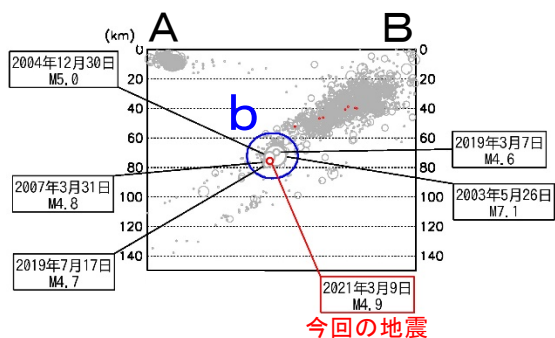 A
B
(km)
0
20
40
60
80
100
120
140
0
20
40
60
80
100
120
140
b
2004年12月30日
M5.0
2007年3月31日
M4.8
2019年7月17日
M4.7
2019年3月7日
M4.6
2003年5月26日
M7.1
2021年3月9日
M4.9
今回の地震